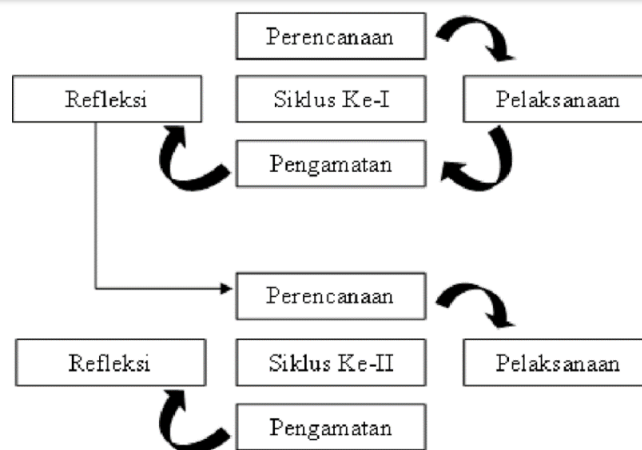 Perencanaan
Refleksi
Siklus Ke-I
Pelaksanaan
Pengamatan
Perencanaan
Refleksi
Siklus Ke-II
Pelaksanaan
Pengamatan